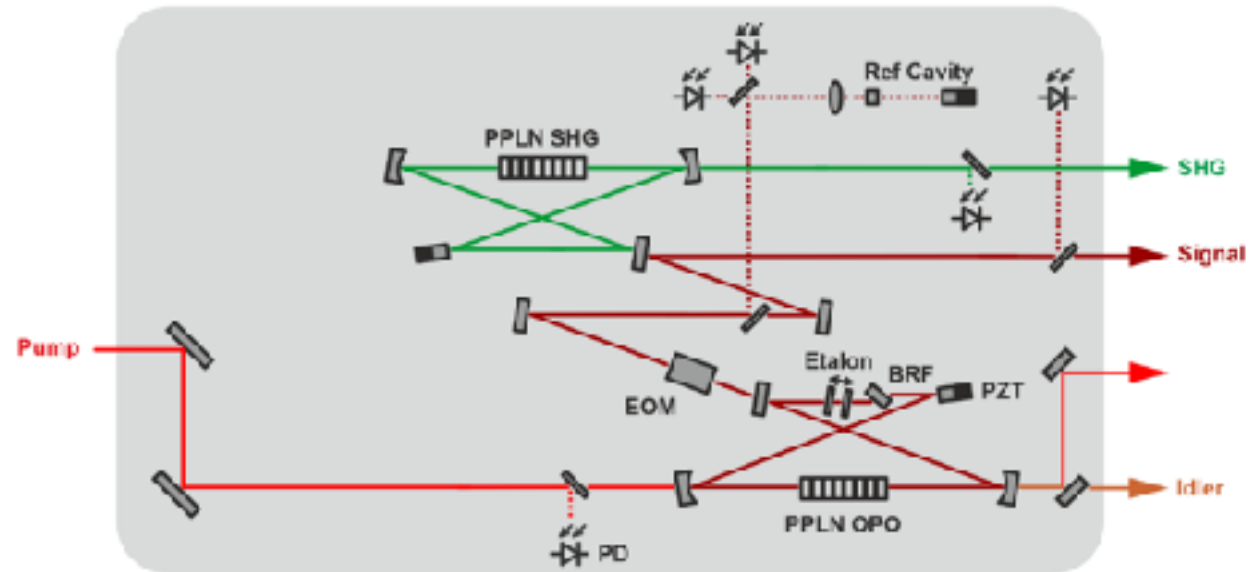 Ref Cavity
PPLN SHG
SHG
Signal
Pump
Etalon
BRF
EOM
PZT
Idler
PPLN OPO
PD